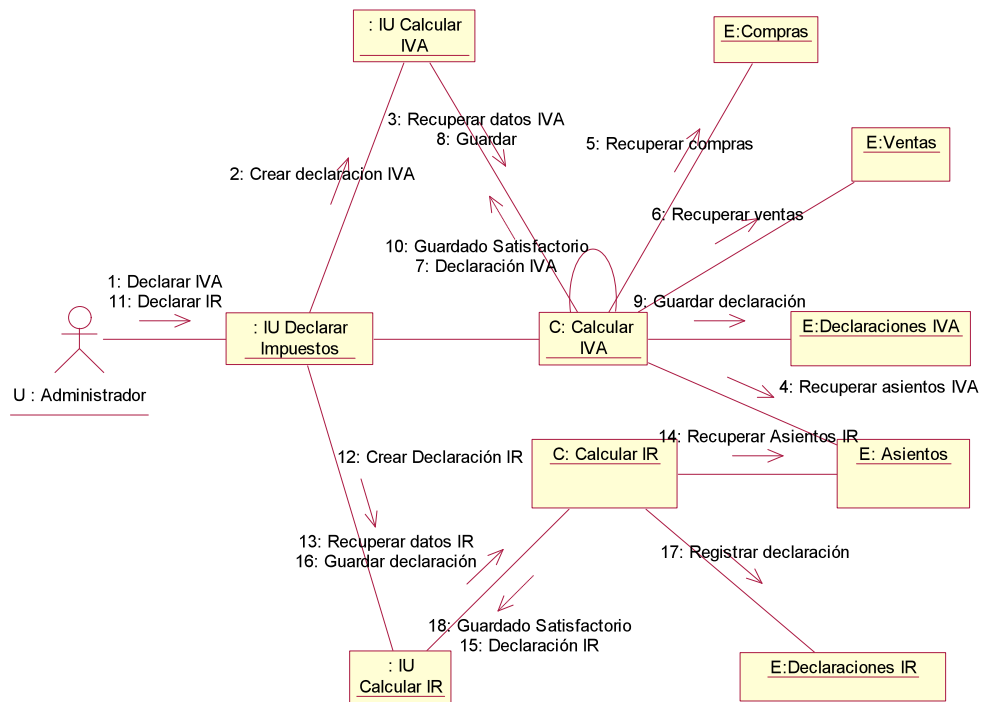 : IU Calcular
IVA
E:Compras
3: Recuperar datos IVA
8: Guardar
5: Recuperar compras
E:Ventas
2: Crear declaracion IVA
6: Recuperar ventas
10: Guardado Satisfactorio
7: Declaración IVA
1: Declarar IVA
11: Declarar IR
9: Guardar declaración
: IU Declarar
Impuestos
C: Calcular
IVA
E:Declaraciones IVA
U : Administrador
4: Recuperar asientos IVA
14: Recuperar Asientos IR
12: Crear Declaración IR
C: Calcular IR
E: Asientos
13: Recuperar datos IR
16: Guardar declaración
17: Registrar declaración
18: Guardado Satisfactorio
15: Declaración IR
: IU
Calcular IR
E:Declaraciones IR